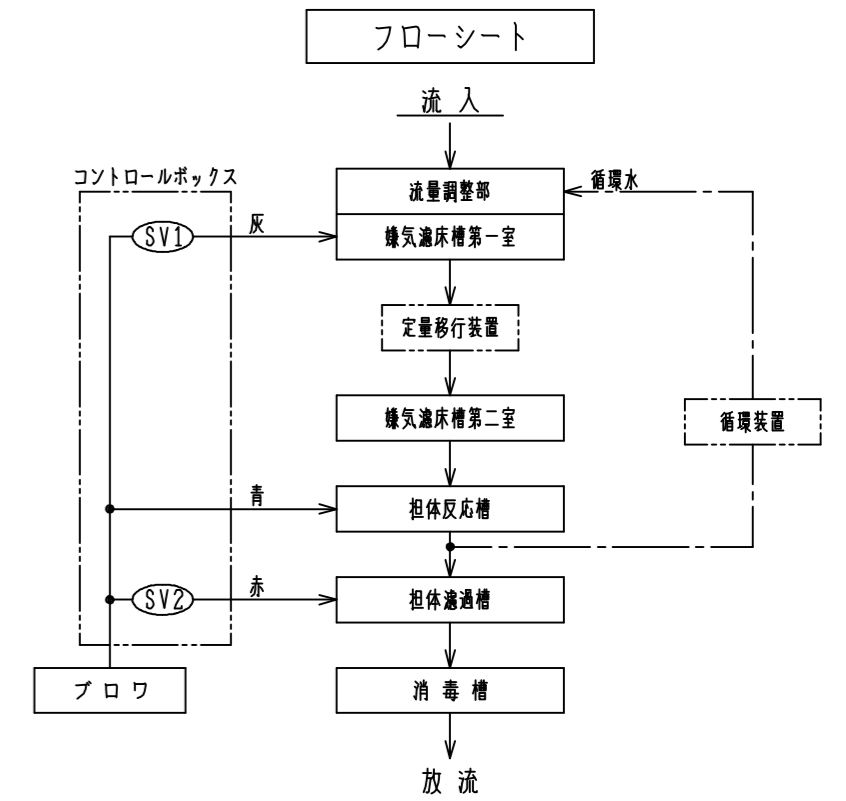 フローシート
流入
コントロールボックス
流量調整部
循環水
SV1
灰
嫌気濾床槽第一室
定量移行装置
嫌気濾床槽第二室
循環装置
青
担体反応槽
SV2
赤
担体濾過槽
ブロワ
消毒槽
放流